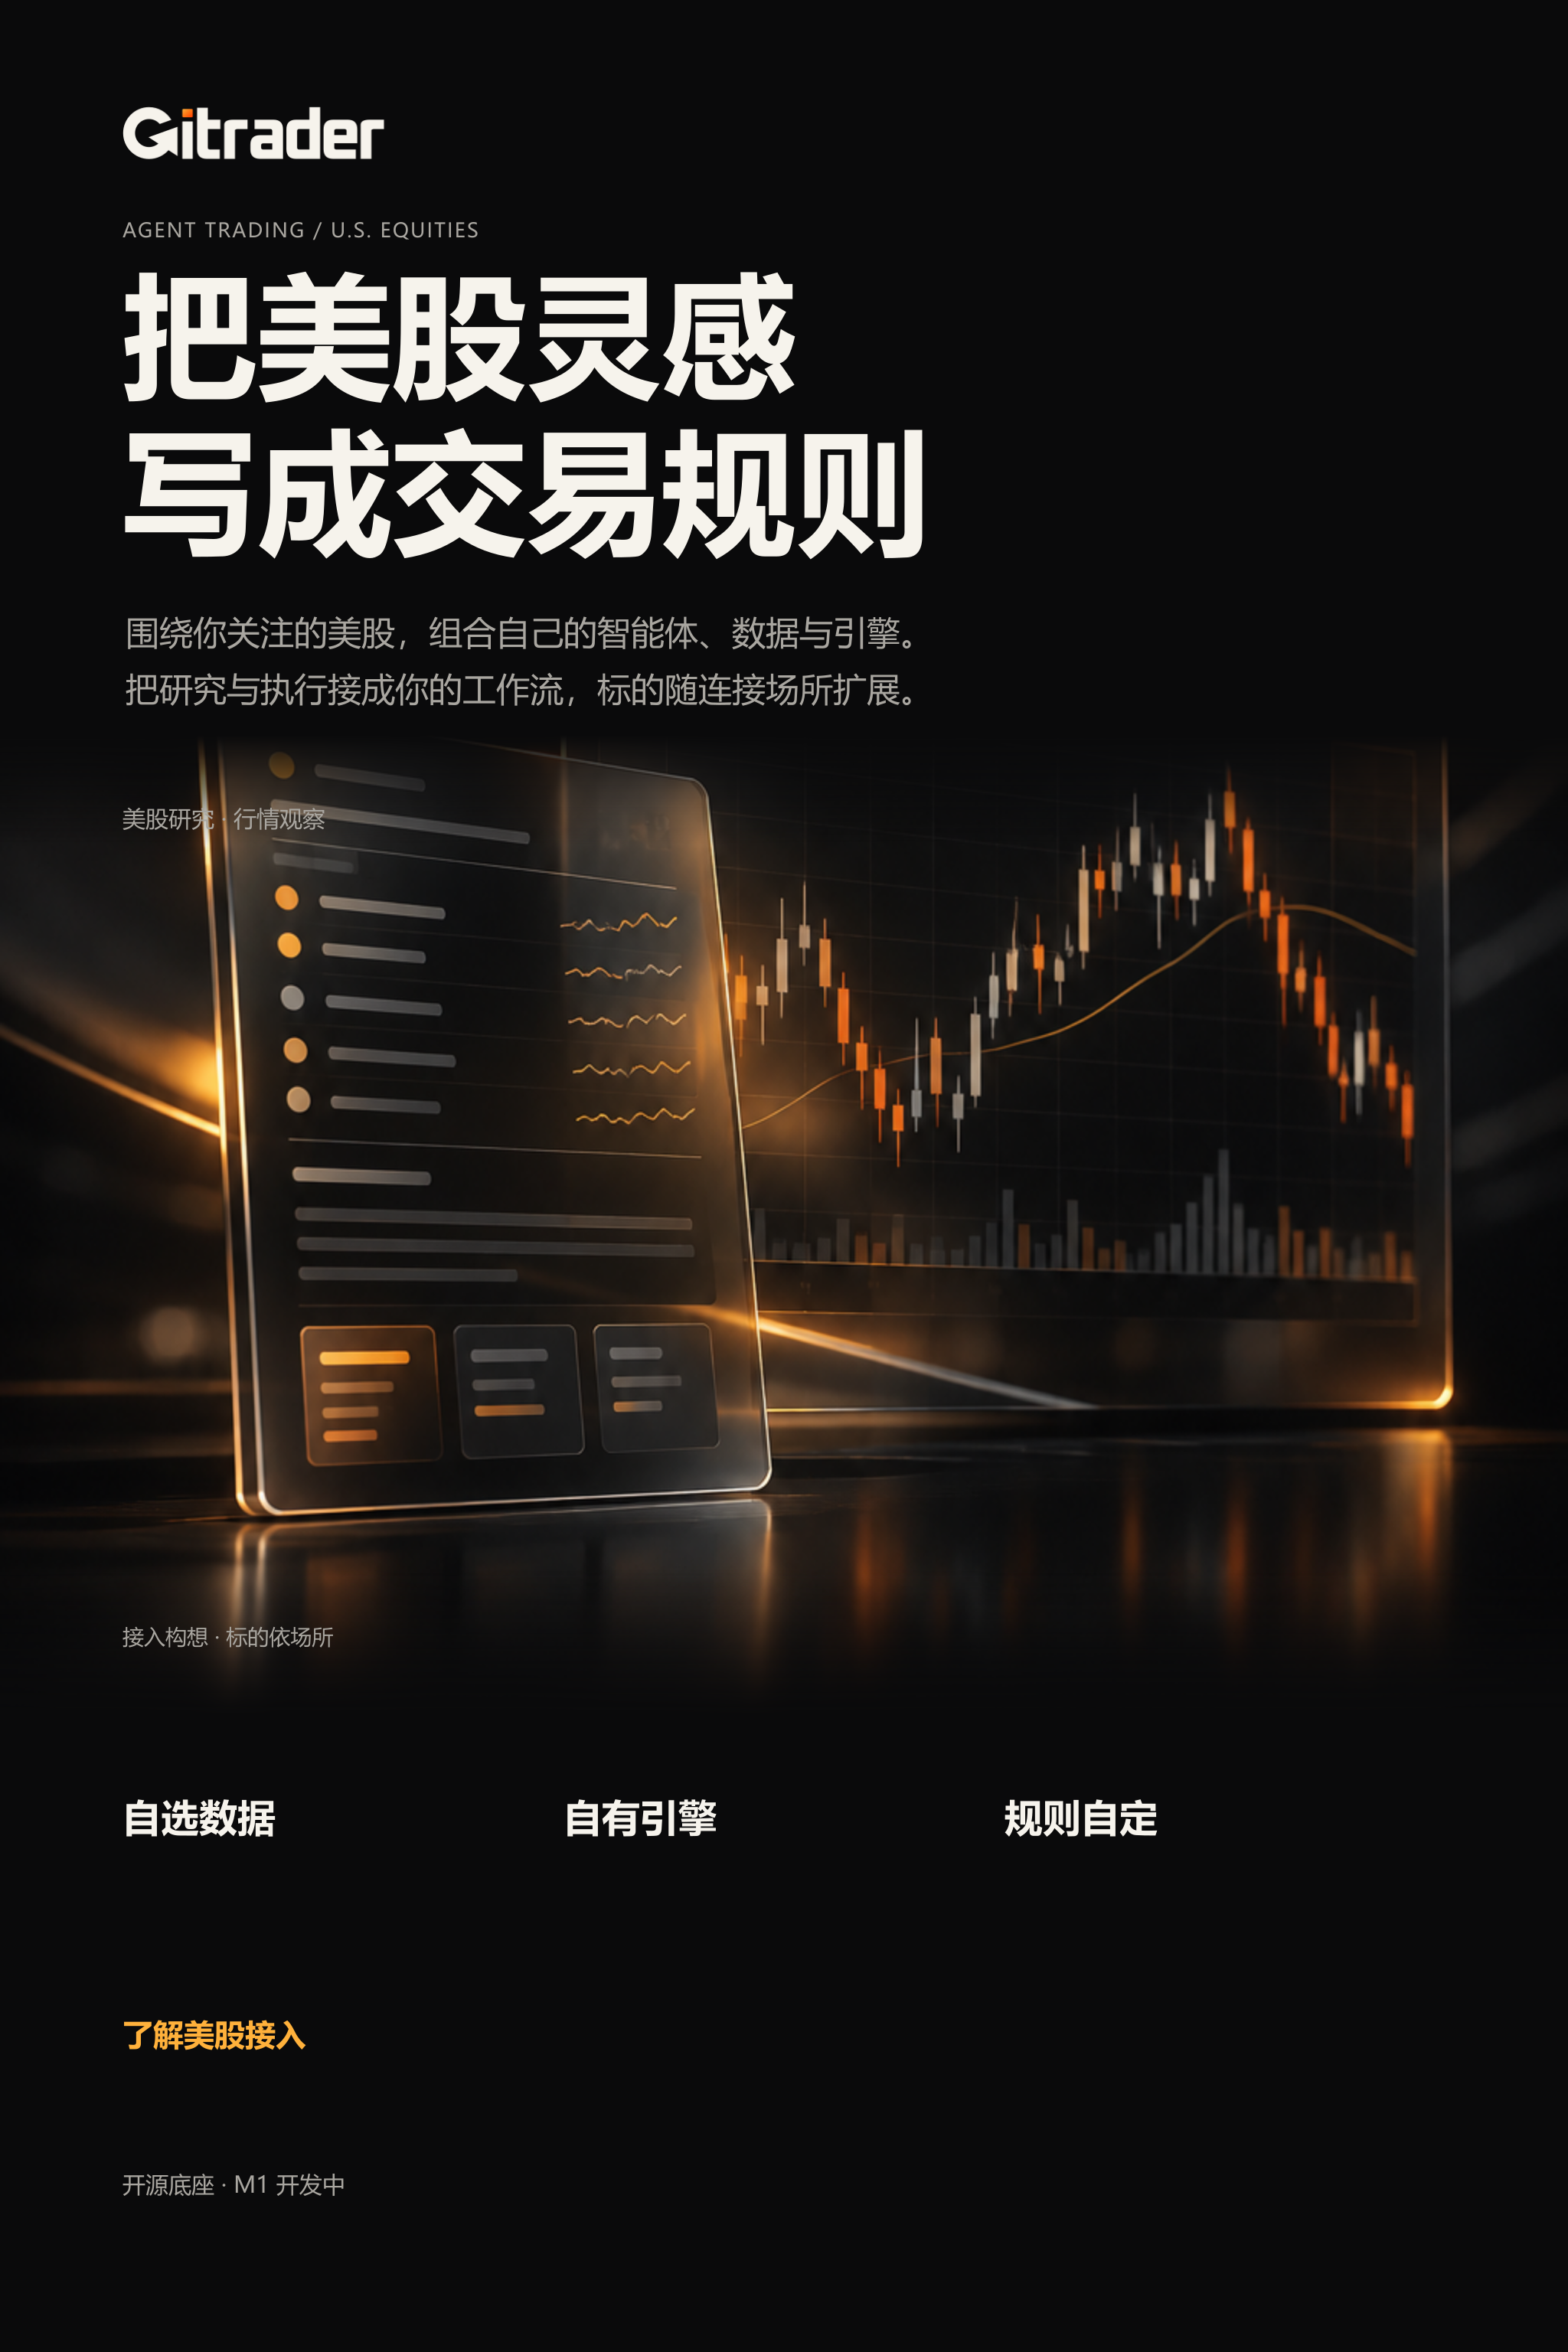 Gitrader
AGENT TRADING / U.S. EQUITIES
把美股灵感
写成交易规则
围绕你关注的美股，组合自己的智能体、数据与引擎。
把研究与执行接成你的工作流，标的随连接场所扩展。
美股研究 · 行情观察
接入构想 · 标的依场所
自选数据
自有引擎
规则自定
了解美股接入
开源底座 · M1 开发中